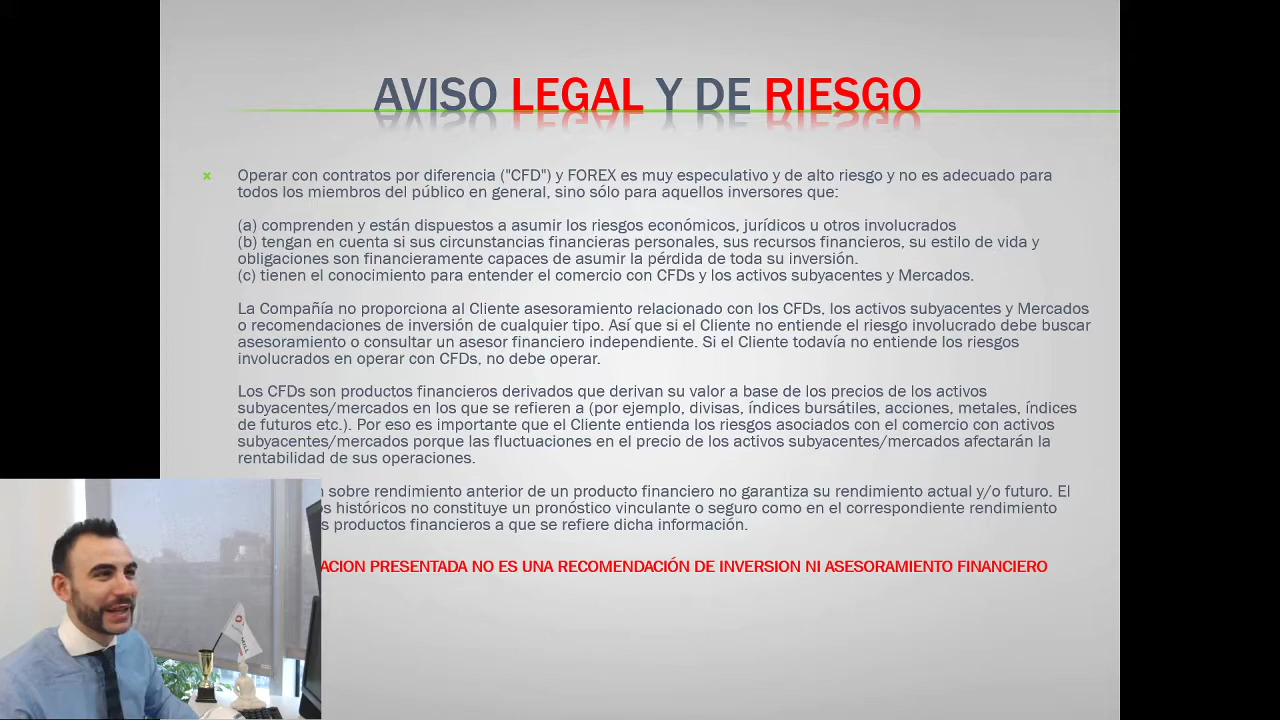 AVISO LEGAL Y DE RIESGO
Operar con contratos por diferencia ("CFD") y FOREX es muy especulativo y de alto riesgo y no es adecuado para
todos los miembros del público en general, sino sólo para aquellos inversores que:
(a) comprenden y están dispuestos a asumir los riesgos económicos, jurídicos u otros involucrados
(b) tengan en cuenta si sus circunstancias financieras personales, sus recursos financieros, su estilo de vida y
obligaciones son financieramente capaces de asumir la pérdida de toda su inversión.
(c) tienen el conocimiento para entender el comercio con CFDs y los activos subyacentes y Mercados.
La Compañía no proporciona al Cliente asesoramiento relacionado con los CFDs, los activos subyacentes y Mercados
o recomendaciones de inversión de cualquier tipo. Así que si el Cliente no entiende el riesgo involucrado debe buscar
asesoramiento o consultar un asesor financiero independiente. Si el Cliente todavía no entiende los riesgos
involucrados en operar con CFDs, no debe operar.
Los CFDs son productos financieros derivados que derivan su valor a base de los precios de los activos
subyacentes/mercados en los que se refieren a (por ejemplo, divisas, índices bursátiles, acciones, metales, índices
de futuros etc.). Por eso es importante que el Cliente entienda los riesgos asociados con el comercio con activos
subyacentes/mercados porque las fluctuaciones en el precio de los activos subyacentes/mercados afectarán la
rentabilidad de sus operaciones.
sobre rendimiento anterior de un producto financiero no garantiza su rendimiento actual y/o futuro. El
históricos no constituye un pronóstico vinculante o seguro como en el correspondiente rendimiento
productos financieros a que se refiere dicha información.
ACION PRESENTADA NO ES UNA RECOMENDACIÓN DE INVERSION NI ASESORAMIENTO FINANCIERO